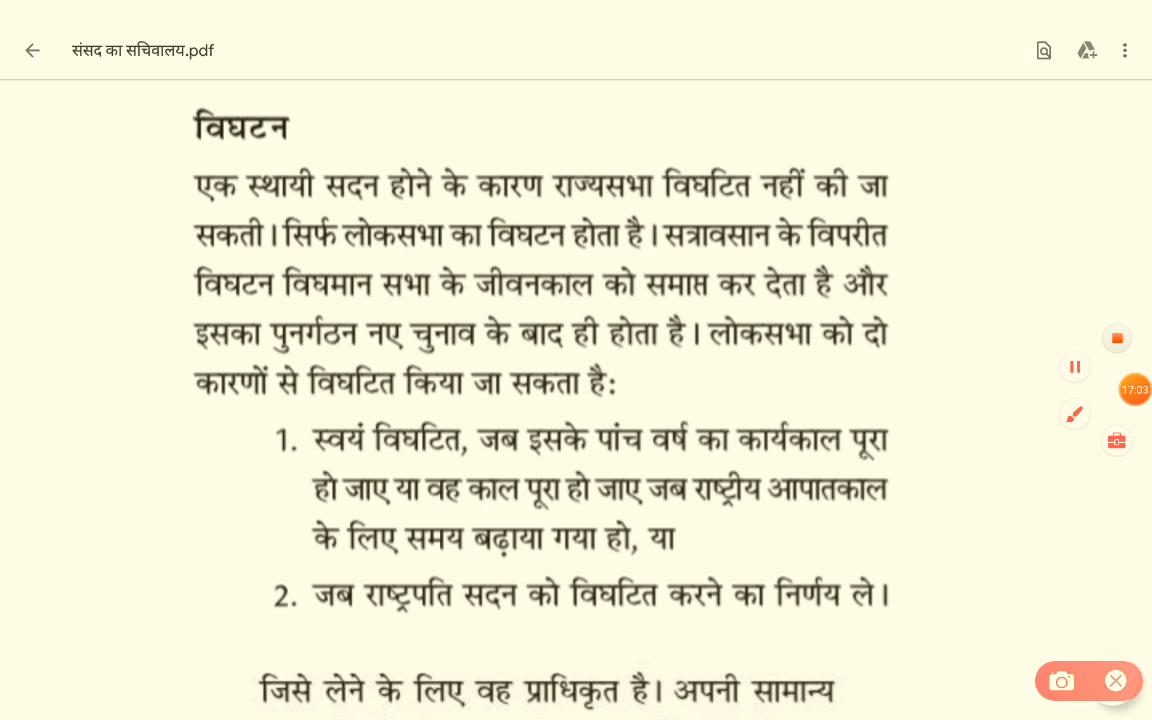 संसद का सचिवालय.pdf
विघटन
एक स्थायी सदन होने के कारण राज्यसभा विघटित नहीं की जा
सकती। सिर्फ लोकसभा का विघटन होता है। सत्रावसान के विपरीत
विघटन विघमान सभा के जीवनकाल को समाप्त कर देता है और
इसका पुनर्गठन नए चुनाव के बाद ही होता है। लोकसभा को दो
कारणों से विघटित किया जा सकता है:
1. स्वयं विघटित, जब इसके पांच वर्ष का कार्यकाल पूरा
हो जाए या वह काल पूरा हो जाए जब राष्ट्रीय आपातकाल
के लिए समय बढ़ाया गया हो, या
2. जब राष्ट्रपति सदन को विघटित करने का निर्णय ले।
जिसे लेने के लिए वह प्राधिकृत है। अपनी सामान्य
17:03